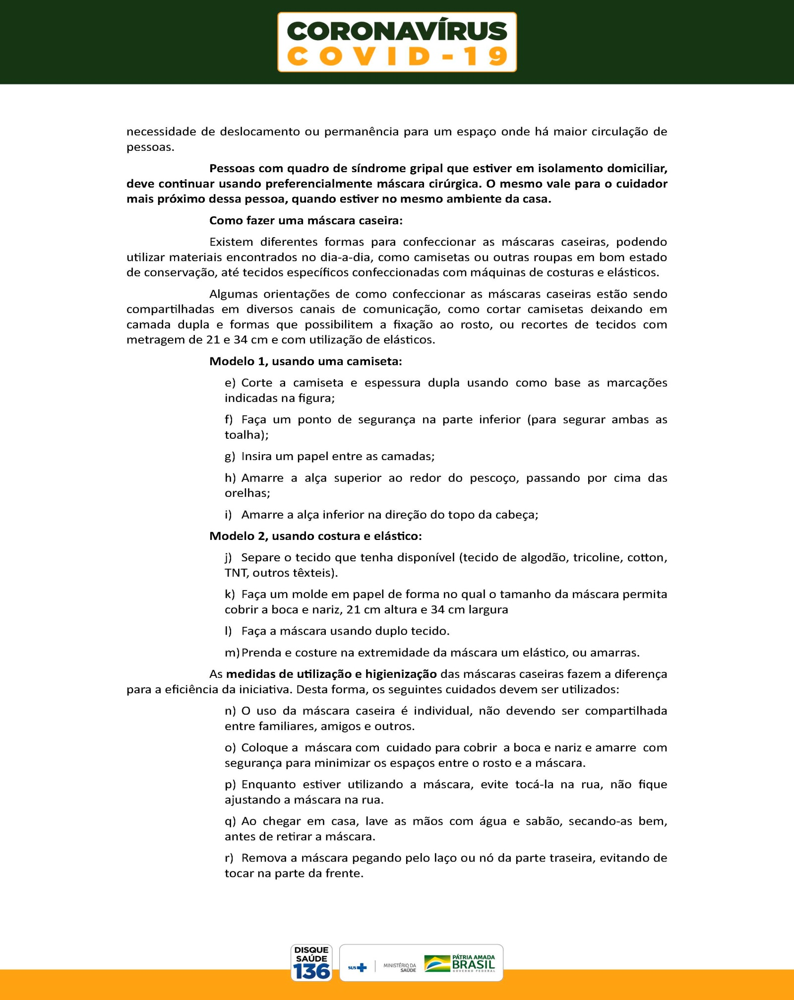 CORONAVÍRUS
COVID-19
necessidade de deslocamento ou permanência para um espaço onde há maior circulação de
pessoas.
Pessoas com quadro de síndrome gripal que estiver em isolamento domiciliar,
deve continuar usando preferencialmente máscara cirúrgica. O mesmo vale para o cuidador
mais próximo dessa pessoa, quando estiver no mesmo ambiente da casa.
Como fazer uma máscara caseira:
Existem diferentes formas para confeccionar as máscaras caseiras, podendo
utilizar materiais encontrados no dia-a-dia, como camisetas ou outras roupas em bom estado
de conservação, até tecidos específicos confeccionadas com máquinas de costuras e elásticos.
Algumas orientações de como confeccionar as máscaras caseiras estão sendo
compartilhadas em diversos canais de comunicação, como cortar camisetas deixando em
camada dupla e formas que possibilitem a fixação ao rosto, ou recortes de tecidos com
metragem de 21 e 34 cm e com utilização de elásticos.
Modelo 1, usando uma camiseta:
e) Corte a camiseta e espessura dupla usando como base as marcações
indicadas na figura;
f) Faça um ponto de segurança na parte inferior (para segurar ambas as
toalha);
g) Insira um papel entre as camadas;
h) Amarre a alça superior ao redor do pescoço, passando por cima das
orelhas;
i) Amarre a alça inferior na direção do topo da cabeça;
Modelo 2, usando costura e elástico:
j) Separe o tecido que tenha disponível (tecido de algodão, tricoline, cotton,
TNT, outros têxteis).
k) Faça um molde em papel de forma no qual o tamanho da máscara permita
cobrir a boca e nariz, 21 cm altura e 34 cm largura
l) Faça a máscara usando duplo tecido.
m) Prenda e costure na extremidade da máscara um elástico, ou amarras.
As medidas de utilização e higienização das máscaras caseiras fazem a diferença
para a eficiência da iniciativa. Desta forma, os seguintes cuidados devem ser utilizados:
n) O uso da máscara caseira é individual, não devendo ser compartilhada
entre familiares, amigos e outros.
o) Coloque a máscara com cuidado para cobrir a boca e nariz e amarre com
segurança para minimizar os espaços entre o rosto e a máscara.
p) Enquanto estiver utilizando a máscara, evite tocá-la na rua, não fique
ajustando a máscara na rua.
q) Ao chegar em casa, lave as mãos com água e sabão, secando-as bem,
antes de retirar a máscara.
r) Remova a máscara pegando pelo laço ou nó da parte traseira, evitando de
tocar na parte da frente.
DISQUE
SAÚDE
136
SUS
MINISTÉRIO DA
SAÚDE
PÁTRIA AMADA
BRASIL
GOVERNO FEDERAL